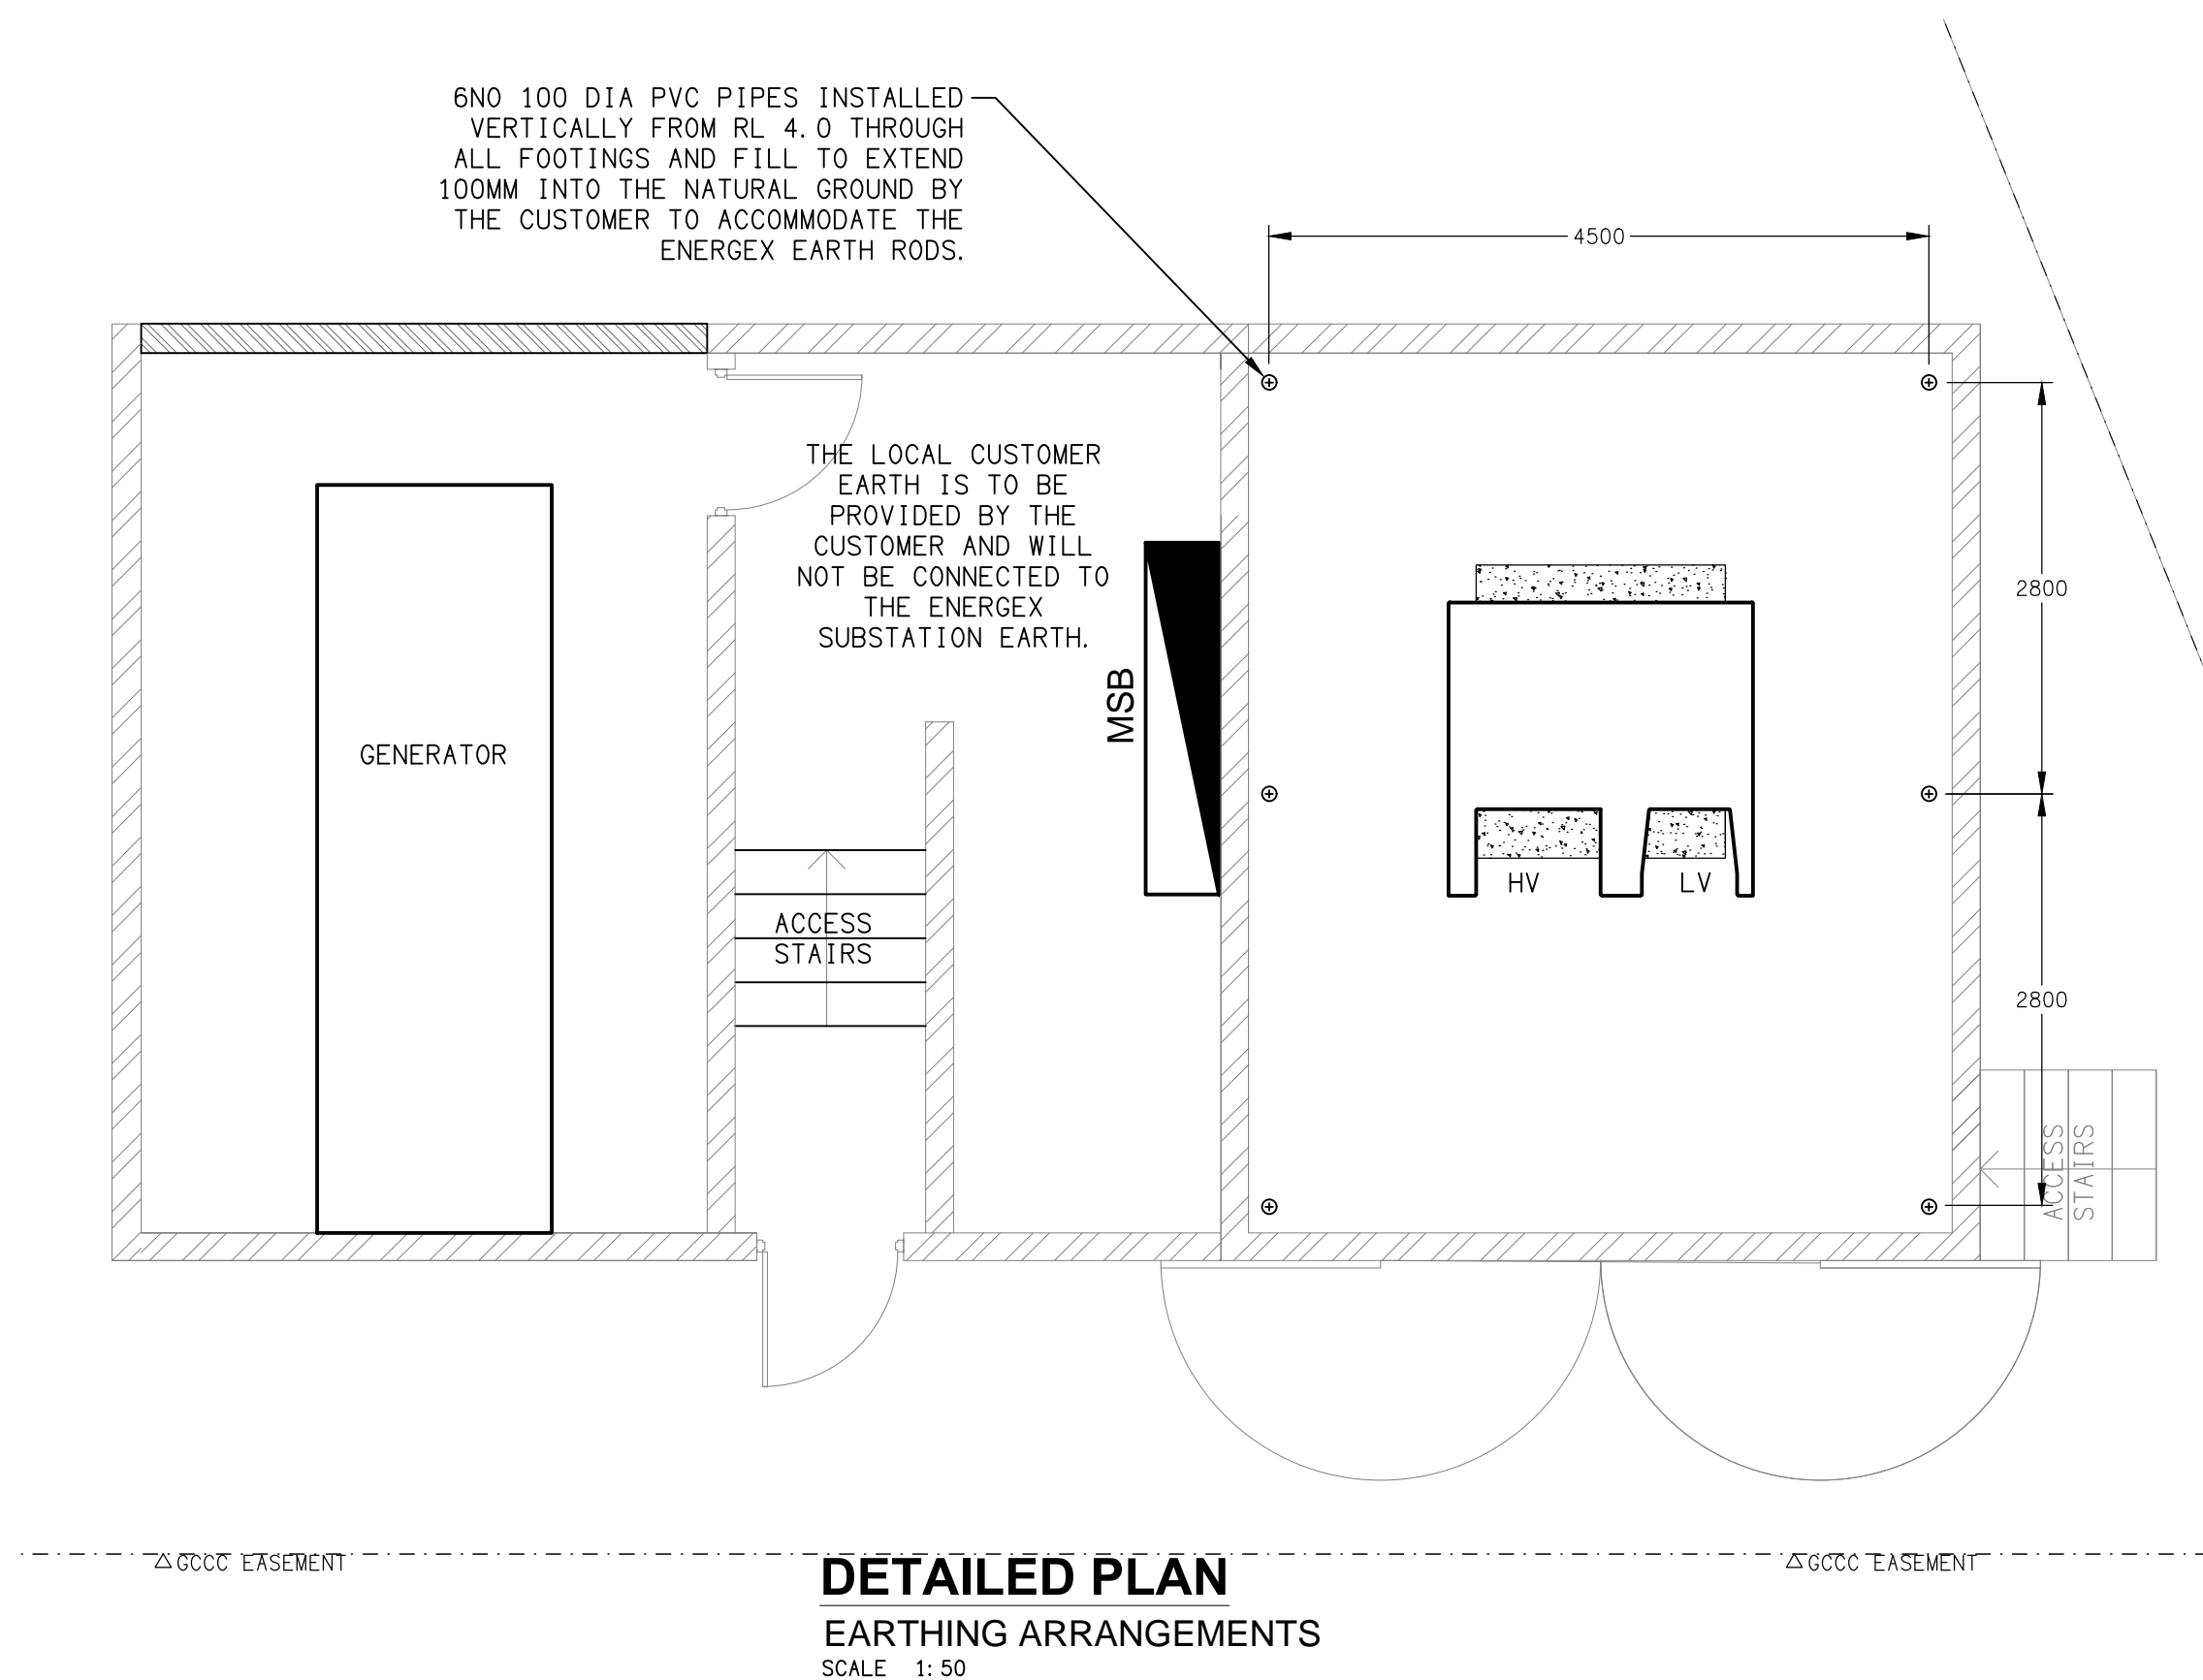 6NO 100 DIA PVC PIPES INSTALLED
VERTICALLY FROM RL 4.0 THROUGH
ALL FOOTINGS AND FILL TO EXTEND
100MM INTO THE NATURAL GROUND BY
THE CUSTOMER TO ACCOMMODATE THE
ENERGEX EARTH RODS.
4500
THE LOCAL CUSTOMER
EARTH IS TO BE
PROVIDED BY THE
CUSTOMER AND WILL
NOT BE CONNECTED TO
THE ENERGEX
SUBSTATION EARTH.
2800
MSB
GENERATOR
HV
LV
ACCESS
STAIRS
2800
ACCESS
STAIRS
GCCC EASEMENT
GCCC EASEMENT
DETAILED PLAN
EARTHING ARRANGEMENTS
SCALE 1:50